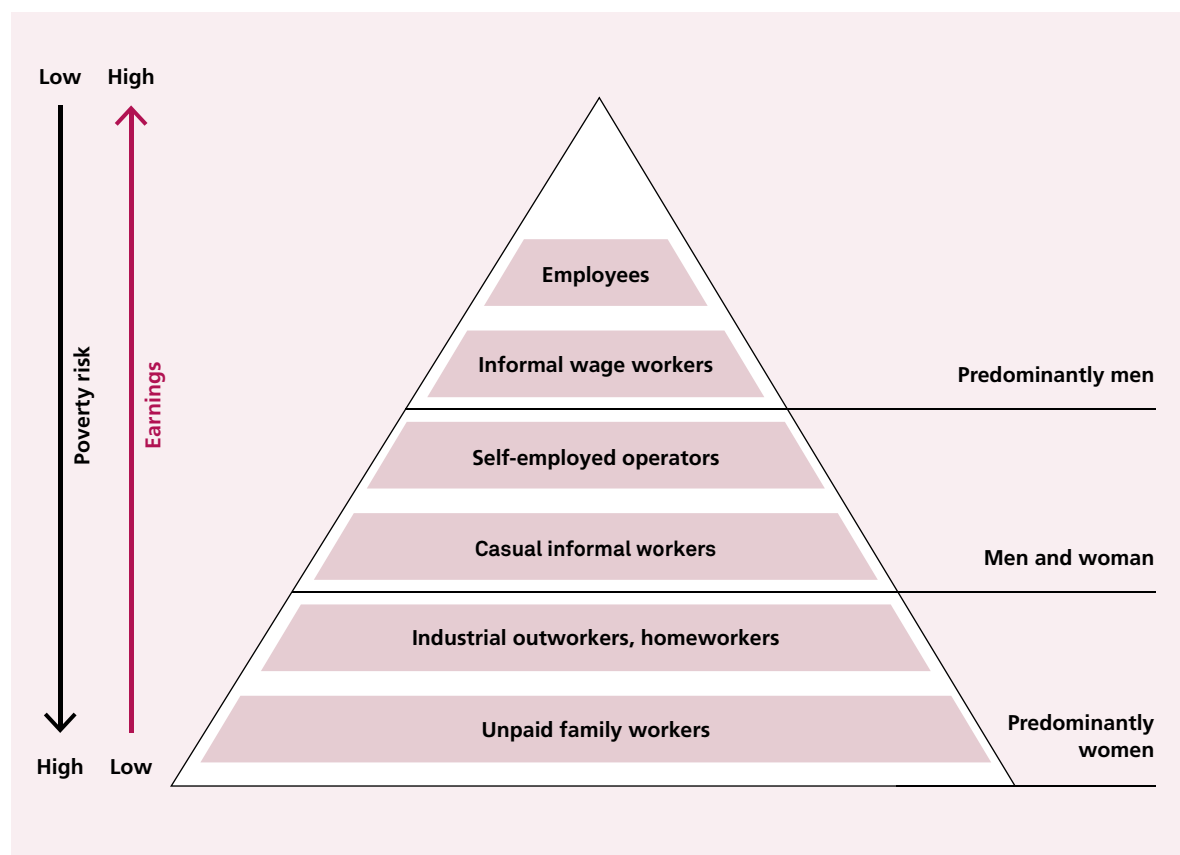 Low High
Poverty risk
Earnings
High Low
Employees
Informal wage workers
Self-employed operators
Casual informal workers
Industrial outworkers, homeworkers
Unpaid family workers
Predominantly men
Men and woman
Predominantly
women